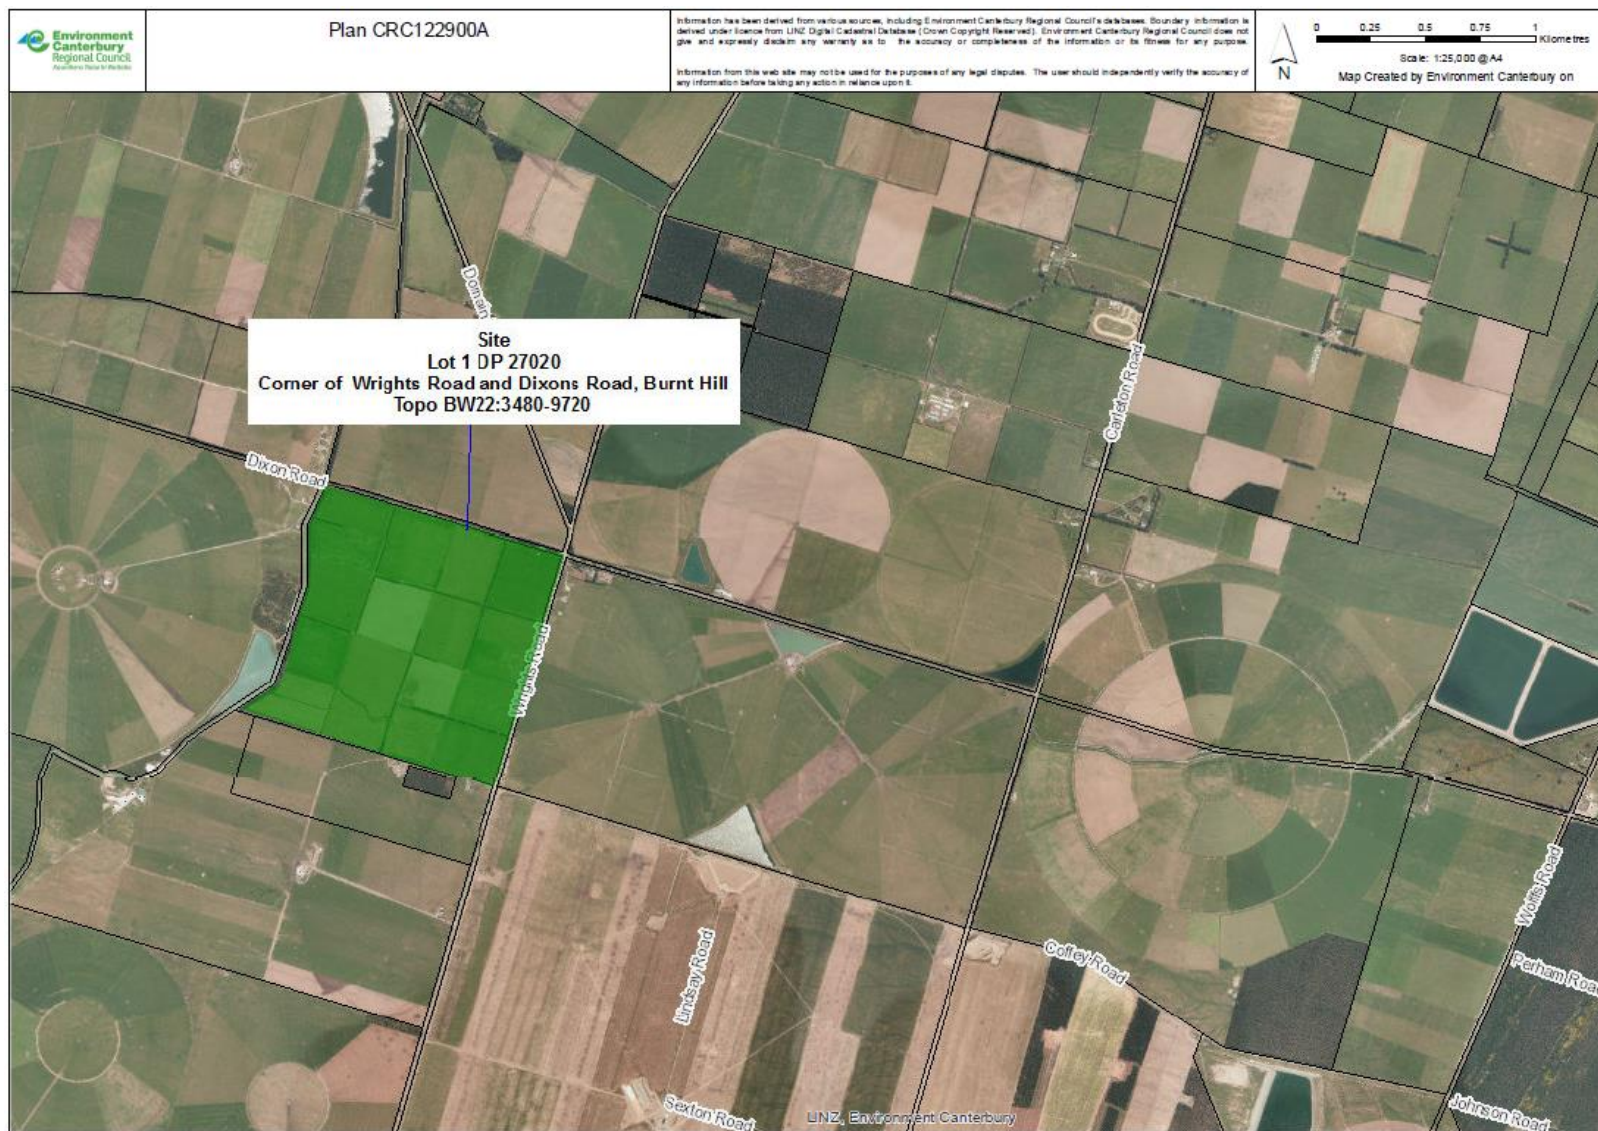 Environment
Canterbury
Regional Council
Kaunihera Taiao ki Waitaha
Plan CRC122900A
Information has been derived from various sources, including Environment Canterbury Regional Council's databases. Boundary information is
derived under licence from LINZ Digital Cadastral Database (Crown Copyright Reserved). Environment Canterbury Regional Council does not
give and expressly disclaim any warranty as to the accuracy or completeness of the information or its fitness for any purpose.
Information from this web site may not be used for the purposes of any legal disputes. The user should independently verify the accuracy of
any information before taking any action in reliance upon it.
0 0.25 0.5 0.75 1
Kilometres
N
Scale: 1:25,000 @A4
Map Created by Environment Canterbury on
Domain
Site
Lot 1 DP 27020
Corner of Wrights Road and Dixons Road, Burnt Hill
Topo BW22:3480-9720
Carleton Road
Dixon Road
Wrights Road
Wolffs Road
Lindsay Road
Coffey Road
Perham Road
Sexton Road
LINZ, Environment Canterbury
Johnson Road